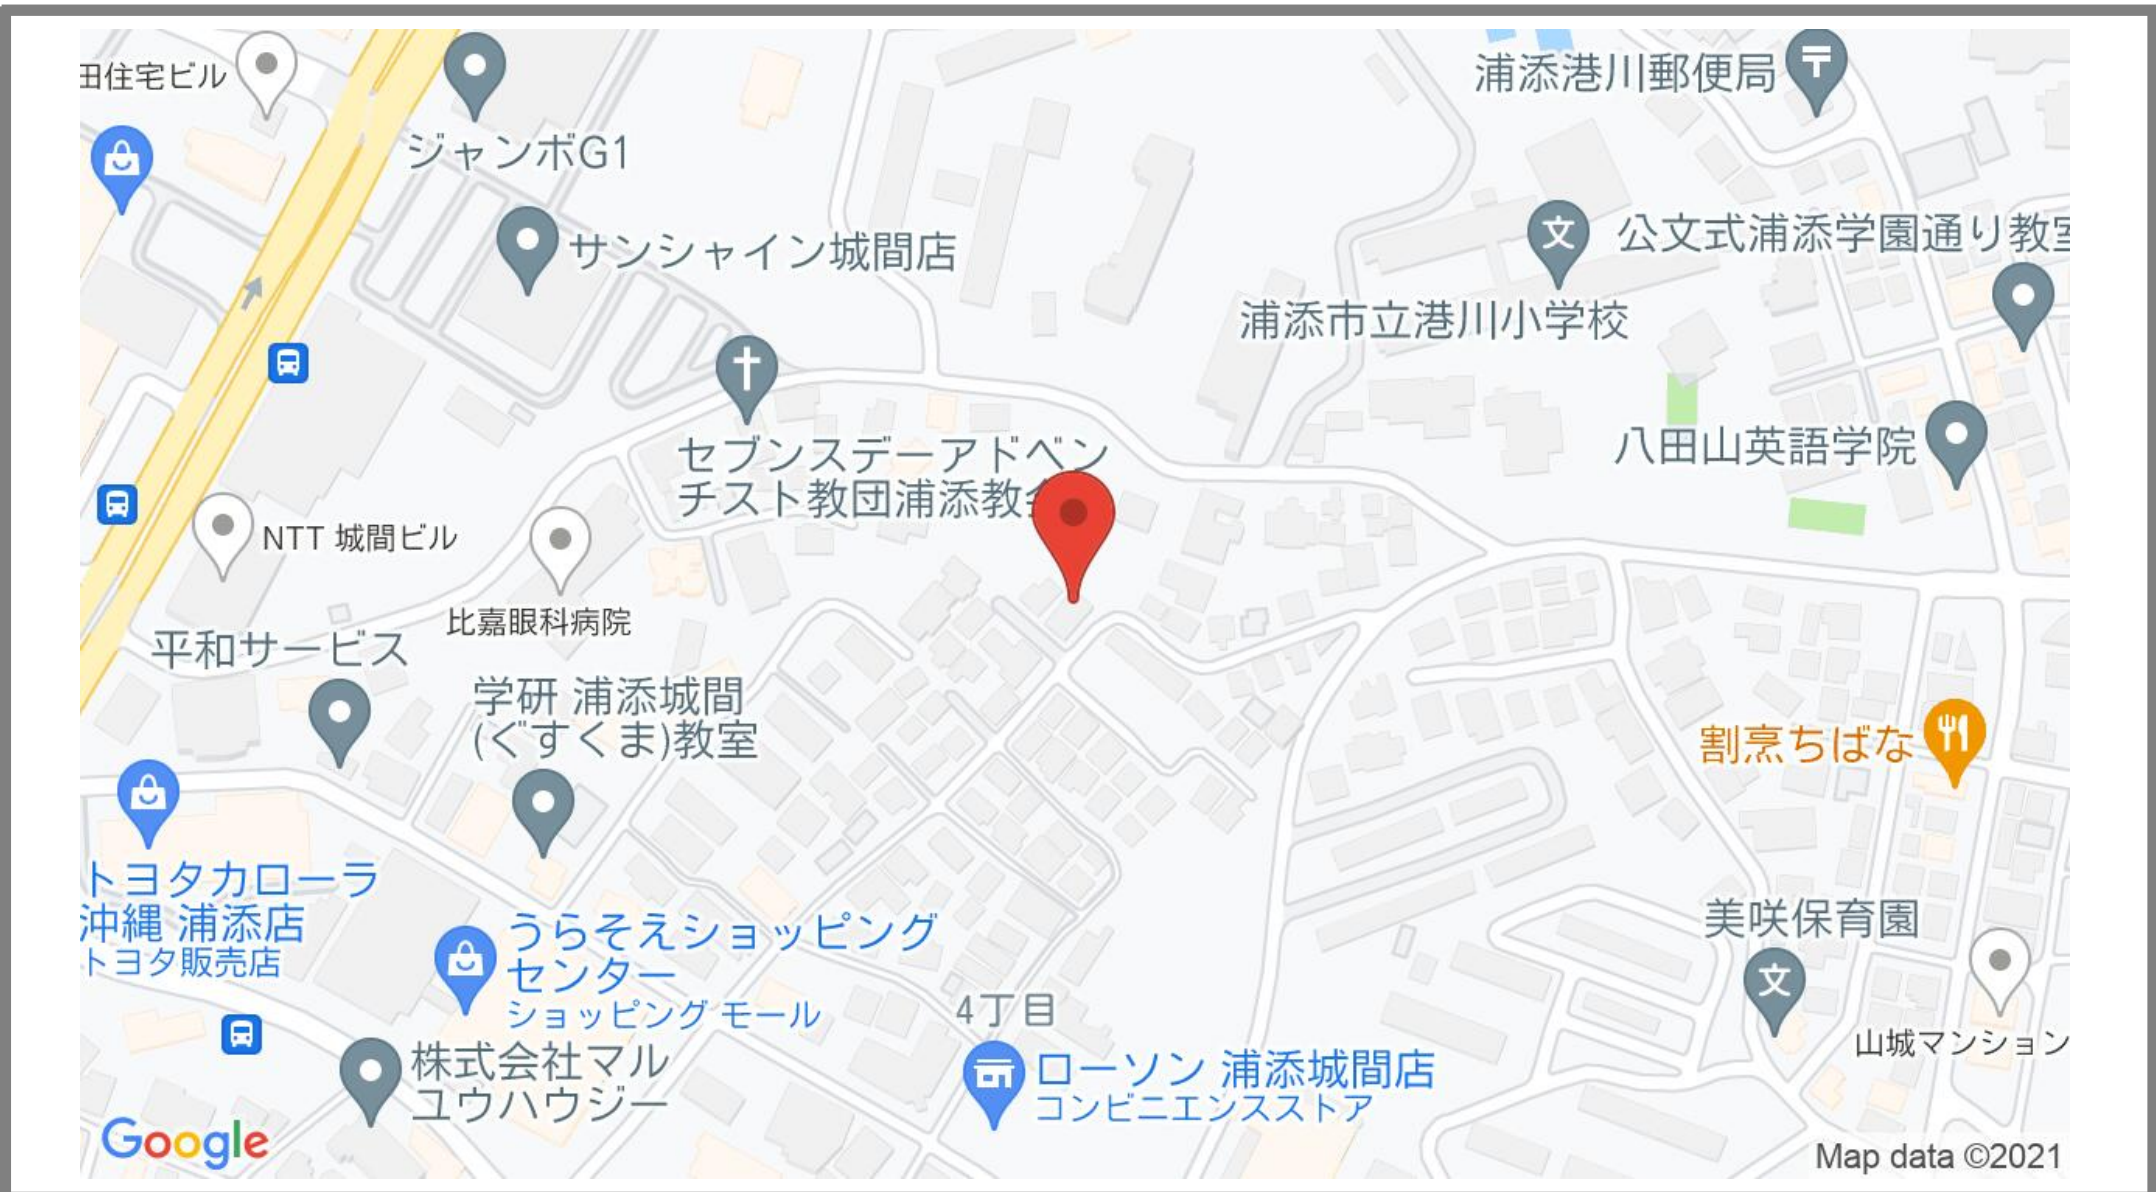 田住宅ビル
浦添港川郵便局
ジャンボG1
サンシャイン城間店
公文式浦添学園通り教室
浦添市立港川小学校
セブンスデーアドベン
チスト教団浦添教会
八田山英語学院
NTT 城間ビル
比嘉眼科病院
平和サービス
学研 浦添城間
(ぐすくま)教室
割烹ちばな
トヨタカローラ
沖縄 浦添店
トヨタ販売店
うらそえショッピング
センター
ショッピング モール
美咲保育園
4丁目
山城マンション
株式会社マル
ユウハウジー
ローソン 浦添城間店
コンビニエンスストア
Google
Map data ©2021